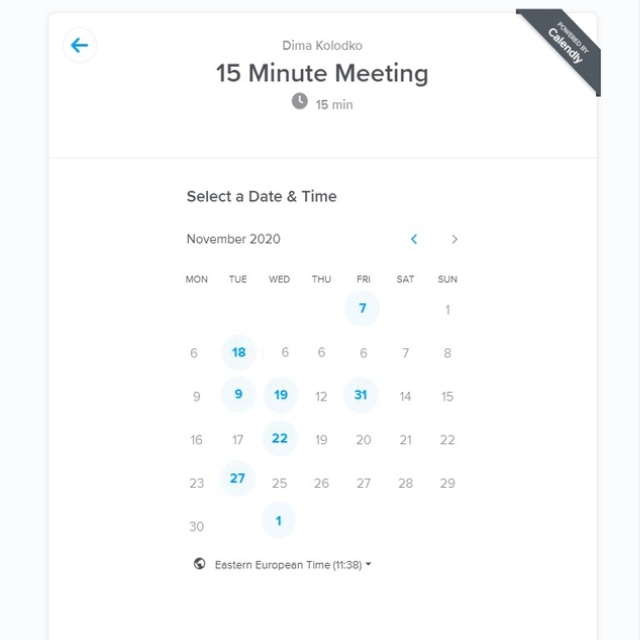 POWERED BY
Calendly
Dima Kolodko
15 Minute Meeting
15 min
Select a Date & Time
November 2020
MON TUE WED THU FRI SAT SUN
7 1
6 18 6 6 6 7 8
9 9 19 12 31 14 15
16 17 22 19 20 21 22
23 27 25 26 27 28 29
30 1
Eastern European Time (11:38)